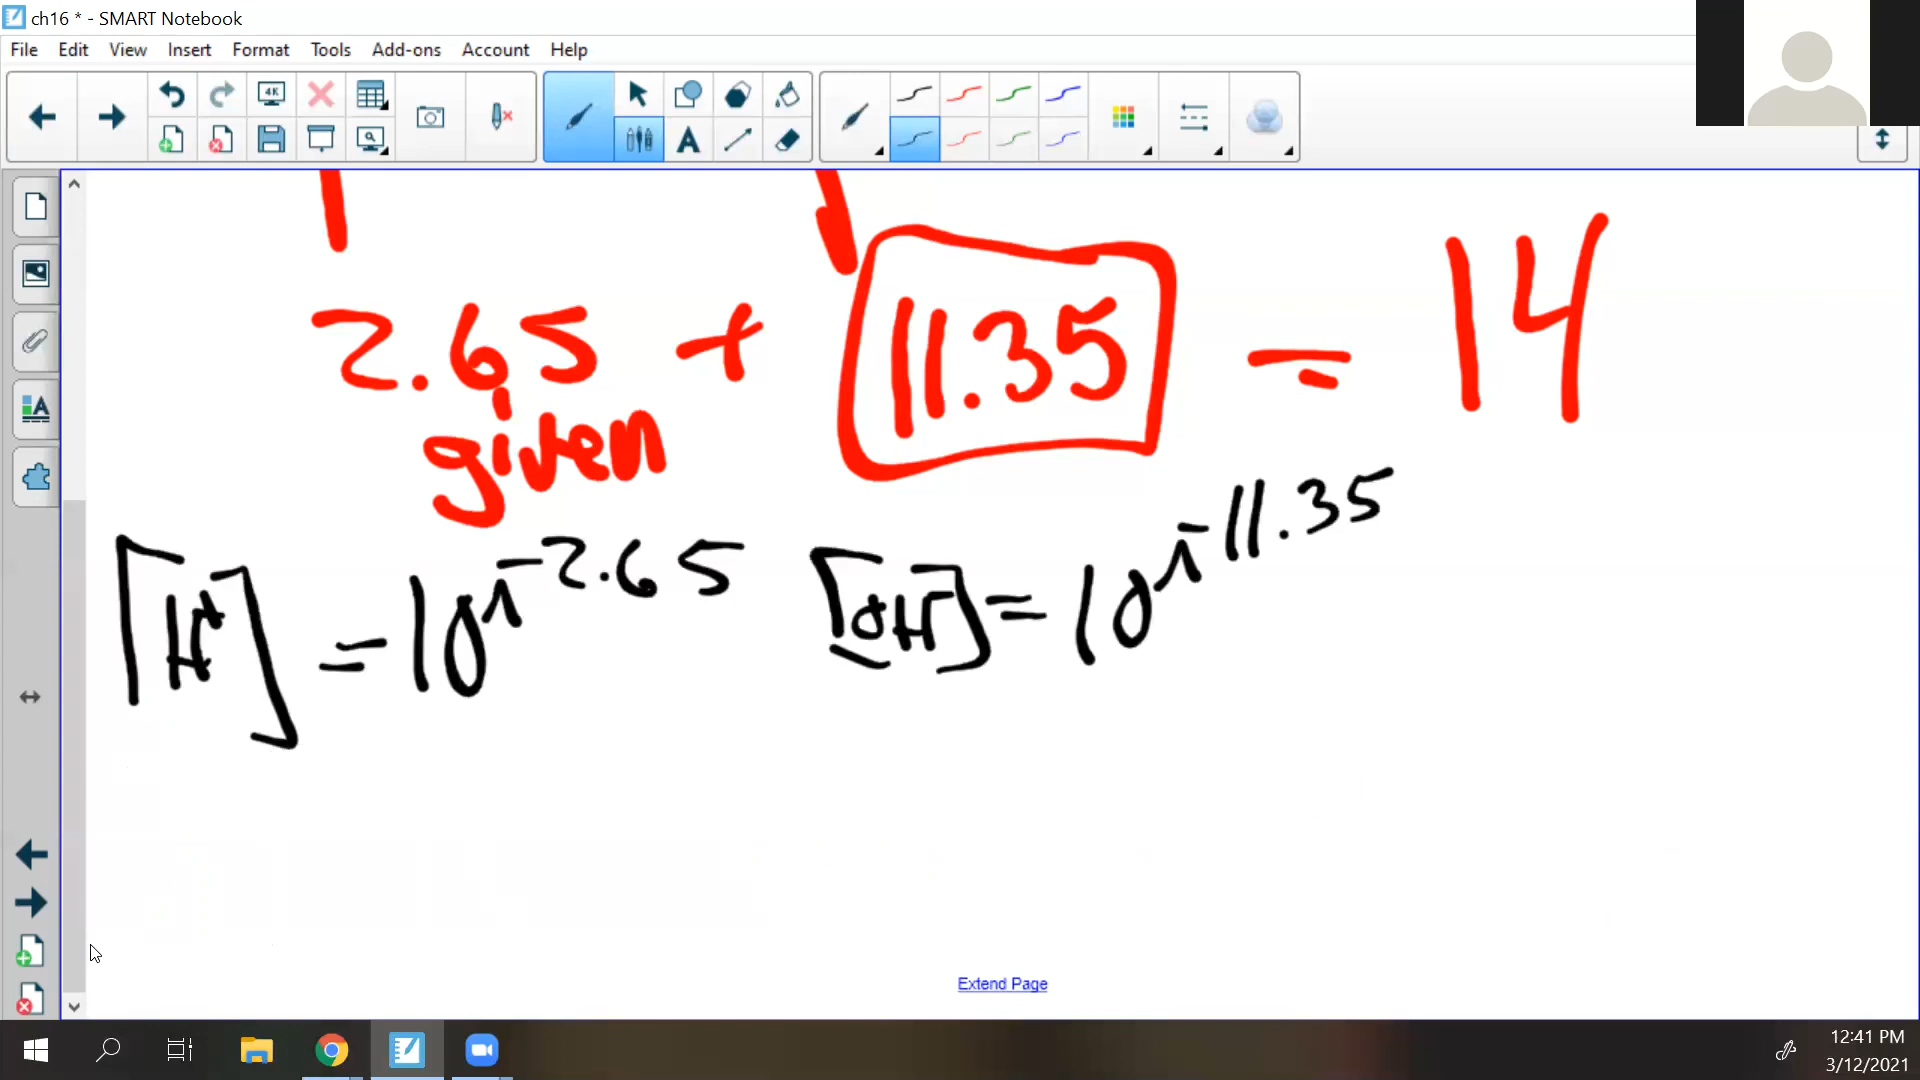 ch16 * - SMART Notebook
File Edit View Insert Format Tools Add-ons Account Help
4K
A
A
2.65 + 11.35 = 14
given
[H⁺] = 10^-2.65 [OH⁻] = 10^-11.35
Extend Page
12:41 PM
3/12/2021